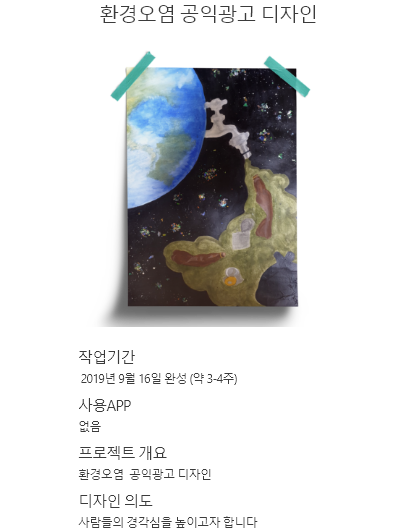 환경오염 공익광고 디자인
작업기간
2019년 9월 16일 완성 (약 3-4주)
사용APP
없음
프로젝트 개요
환경오염 공익광고 디자인
디자인 의도
사람들의 경각심을 높이고자 합니다